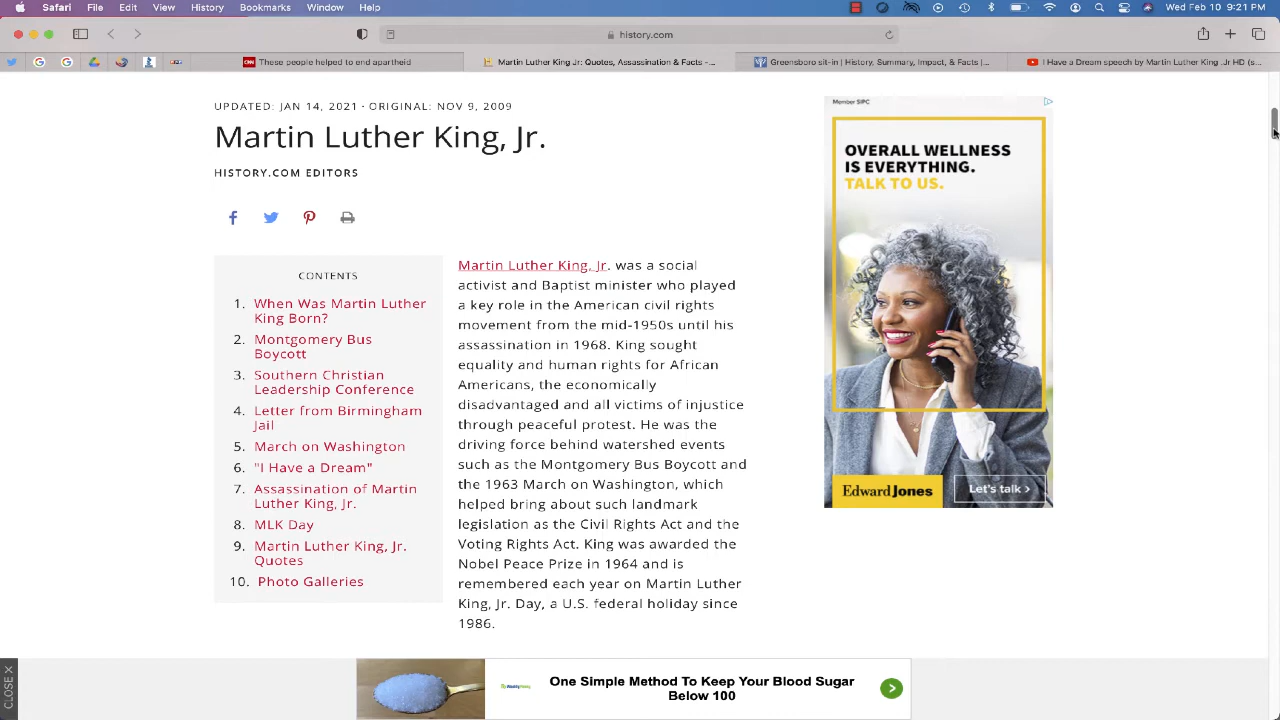 Safari File Edit View History Bookmarks Window Help
Wed Feb 10 9:21 PM
history.com
These people helped to end apartheid
Martin Luther King Jr: Quotes, Assassination & Facts -...
Greensboro sit-in | History, Summary, Impact, & Facts |...
I Have a Dream speech by Martin Luther King .Jr HD (s...
UPDATED: JAN 14, 2021 · ORIGINAL: NOV 9, 2009
Martin Luther King, Jr.
HISTORY.COM EDITORS
CONTENTS
1. When Was Martin Luther
King Born?
2. Montgomery Bus
Boycott
3. Southern Christian
Leadership Conference
4. Letter from Birmingham
Jail
5. March on Washington
6. "I Have a Dream"
7. Assassination of Martin
Luther King, Jr.
8. MLK Day
9. Martin Luther King, Jr.
Quotes
10. Photo Galleries
Martin Luther King, Jr. was a social
activist and Baptist minister who played
a key role in the American civil rights
movement from the mid-1950s until his
assassination in 1968. King sought
equality and human rights for African
Americans, the economically
disadvantaged and all victims of injustice
through peaceful protest. He was the
driving force behind watershed events
such as the Montgomery Bus Boycott and
the 1963 March on Washington, which
helped bring about such landmark
legislation as the Civil Rights Act and the
Voting Rights Act. King was awarded the
Nobel Peace Prize in 1964 and is
remembered each year on Martin Luther
King, Jr. Day, a U.S. federal holiday since
1986.
Member SIPC
OVERALL WELLNESS
IS EVERYTHING.
TALK TO US.
Edward Jones
Let's talk >
CLOSE X
One Simple Method To Keep Your Blood Sugar
Below 100